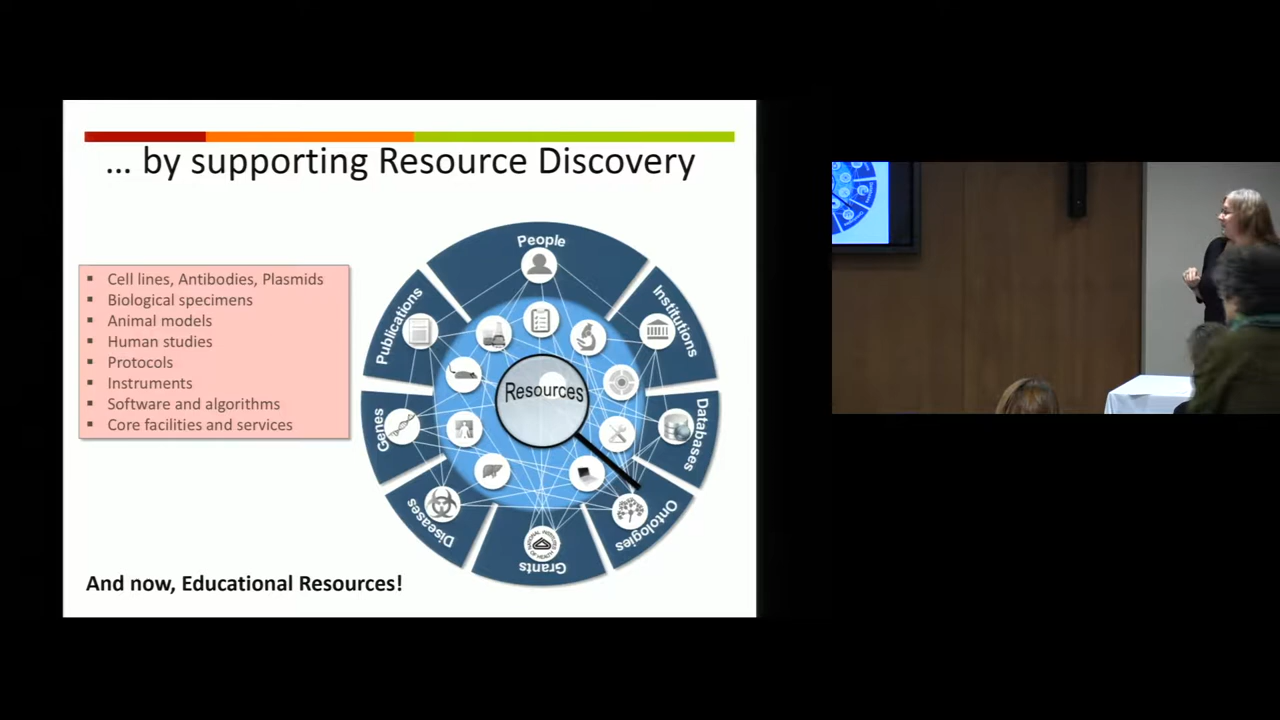 ... by supporting Resource Discovery
Cell lines, Antibodies, Plasmids
Biological specimens
Animal models
Human studies
Protocols
Instruments
Software and algorithms
Core facilities and services
People
Publications
Institutions
Resources
Genes
Databases
Diseases
Ontologies
Grants
And now, Educational Resources!